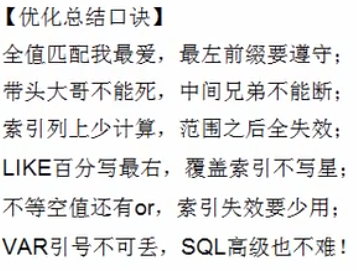 【优化总结口诀】
全值匹配我最爱，最左前缀要遵守；
带头大哥不能死，中间兄弟不能断；
索引列上少计算，范围之后全失效；
LIKE百分写最右，覆盖索引不写星；
不等空值还有or，索引失效要少用；
VAR引号不可丢，SQL高级也不难！